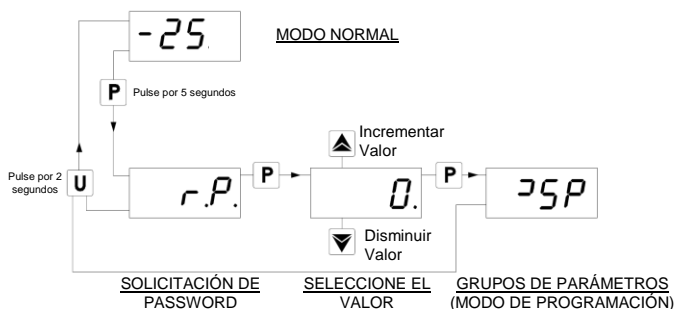 -25.
MODO NORMAL
P
Pulse por 5 segundos
Incrementar
Valor
Pulse por 2
segundos
U
r.P.
P
0.
P
⊃SP
Disminuir
Valor
SOLICITACIÓN DE
PASSWORD
SELECCIONE EL
VALOR
GRUPOS DE PARÁMETROS
(MODO DE PROGRAMACIÓN)